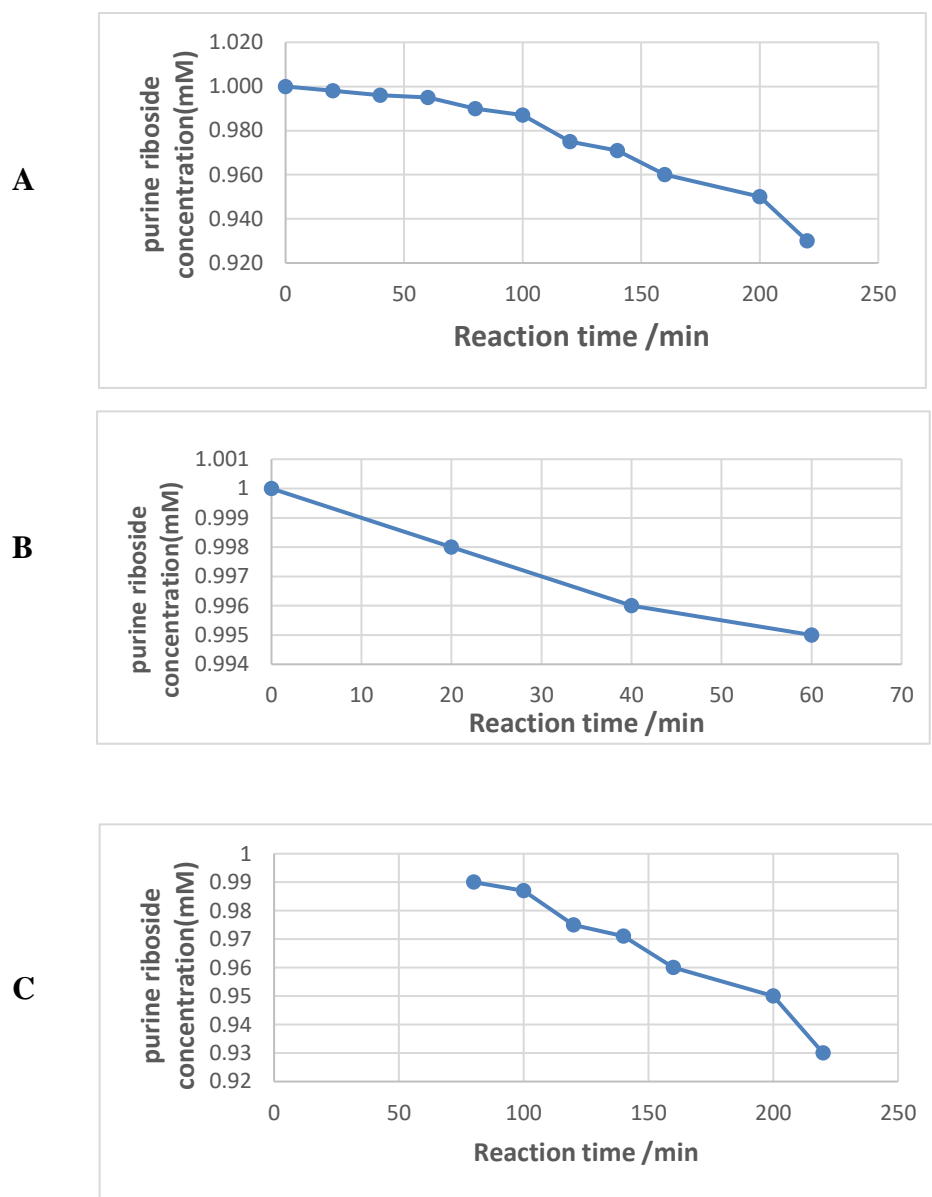 A
purine riboside
concentration(mM)
1.020
1.000
0.980
0.960
0.940
0.920
0 50 100 150 200 250
Reaction time /min
B
purine riboside
concentration(mM)
1.001
1
0.999
0.998
0.997
0.996
0.995
0.994
0 10 20 30 40 50 60 70
Reaction time /min
C
purine riboside
concentration(mM)
1
0.99
0.98
0.97
0.96
0.95
0.94
0.93
0.92
0 50 100 150 200 250
Reaction time /min